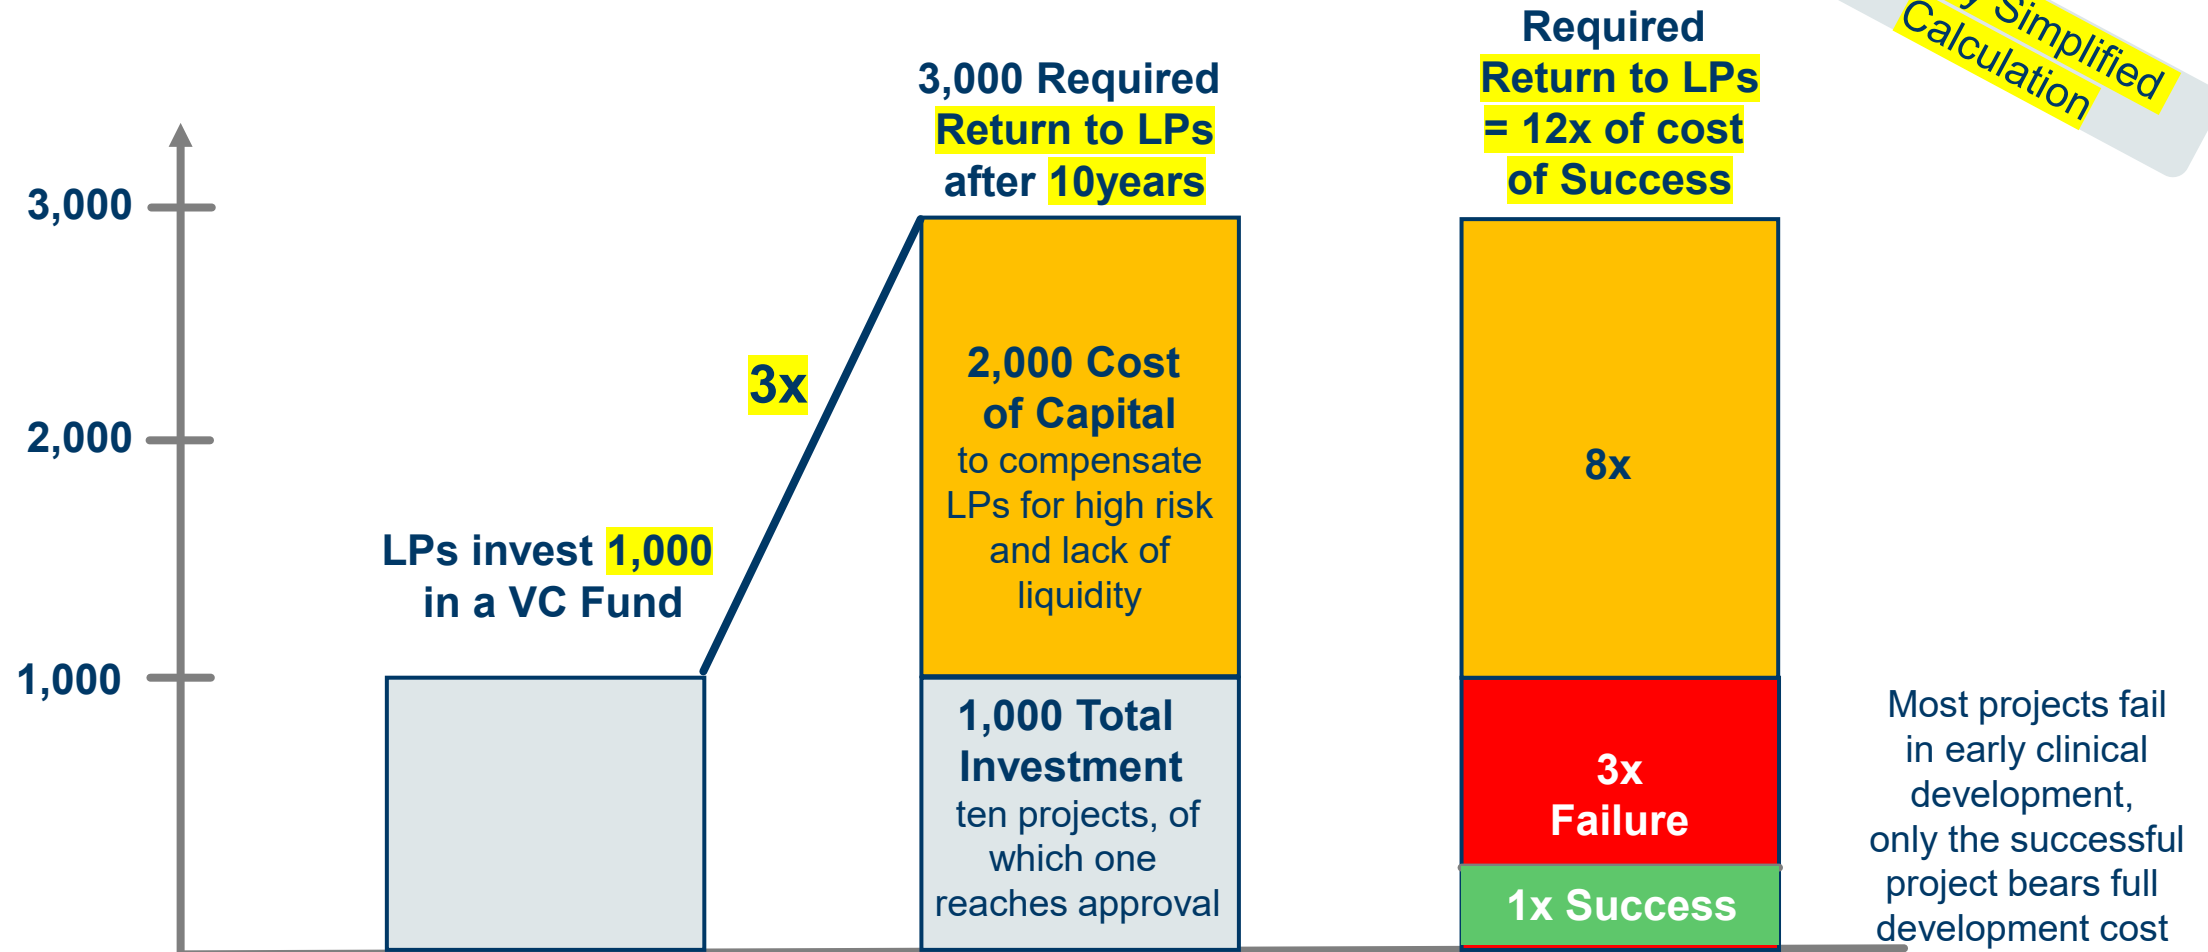 y Simplified
Calculation
3,000 Required
Return to LPs
after 10years
Required
Return to LPs
= 12x of cost
of Success
3,000
2,000
1,000
LPs invest 1,000
in a VC Fund
3x
2,000 Cost
of Capital
to compensate
LPs for high risk
and lack of
liquidity
1,000 Total
Investment
ten projects, of
which one
reaches approval
8x
3x
Failure
1x Success
Most projects fail
in early clinical
development,
only the successful
project bears full
development cost